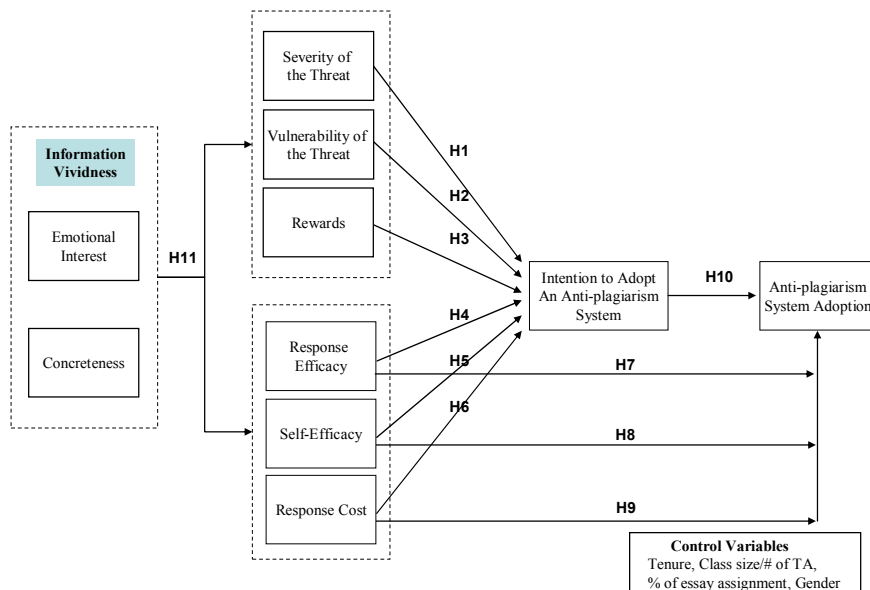 Severity of
the Threat
Information
Vividness
Vulnerability of
the Threat
H1
H2
Emotional
Interest
Rewards
H3
H11
Intention to Adopt
An Anti-plagiarism
System
H10
Anti-plagiarism
System Adoption
H4
Response
Efficacy
H5
H7
Concreteness
H6
Self-Efficacy
H8
Response Cost
H9
Control Variables
Tenure, Class size/# of TA,
% of essay assignment, Gender